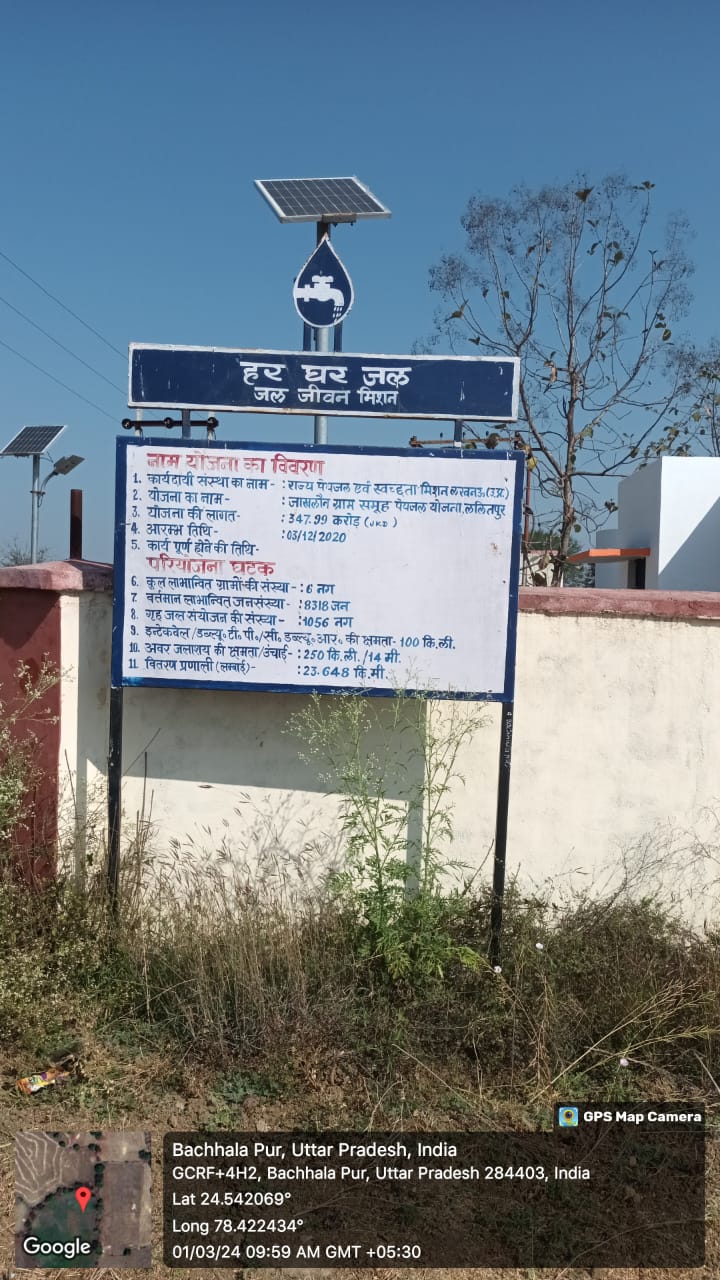 हर घर जल
जल जीवन मिशन
नाम योजना का विवरण
1. कार्यदायी संस्था का नाम - : राज्य पेयजल एवं स्वच्छता मिशन लखनऊ (उ.प्र.)
2. योजना का नाम - : जाखलौन ग्राम समूह पेयजल योजना, ललितपुर
3. योजना की लागत - : 347.99 करोड़ (JKD)
4. आरम्भ तिथि - : 03/12/2020
5. कार्य पूर्ण होने की तिथि -
परियोजना घटक
6. कुल लाभान्वित ग्रामों की संख्या - : 6 नग
7. वर्तमान लाभान्वित जनसंख्या - : 8318 जन
8. गृह जल संयोजन की संख्या - : 1056 नग
9. इन्टेकवेल/डब्ल्यू.टी.पी./सी.डब्ल्यू.आर. की क्षमता - 100 कि.ली.
10. अवर जलाशय की क्षमता/उंचाई - : 250 कि.ली./14 मी.
11. वितरण प्रणाली (लम्बाई) - : 23.648 कि.मी.
GPS Map Camera
Bachhala Pur, Uttar Pradesh, India
GCRF+4H2, Bachhala Pur, Uttar Pradesh 284403, India
Lat 24.542069°
Long 78.422434°
01/03/24 09:59 AM GMT +05:30
Google